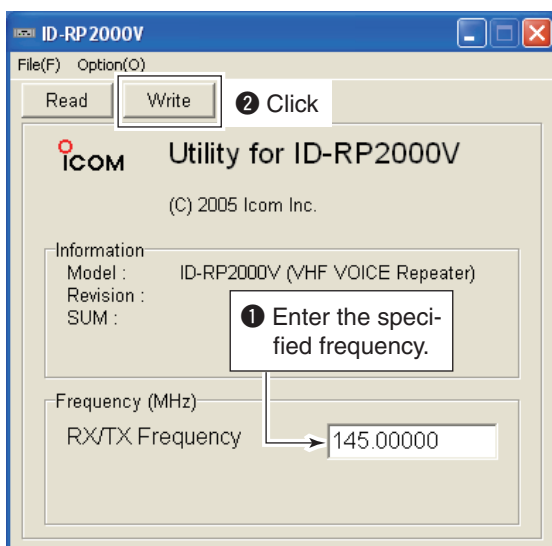 ID-RP2000V
File(F) Option(O)
Read Write ❷ Click
ICOM Utility for ID-RP2000V
(C) 2005 Icom Inc.
Information
Model : ID-RP2000V (VHF VOICE Repeater)
Revision :
SUM :
❶ Enter the speci-
fied frequency.
Frequency (MHz)
RX/TX Frequency 145.00000